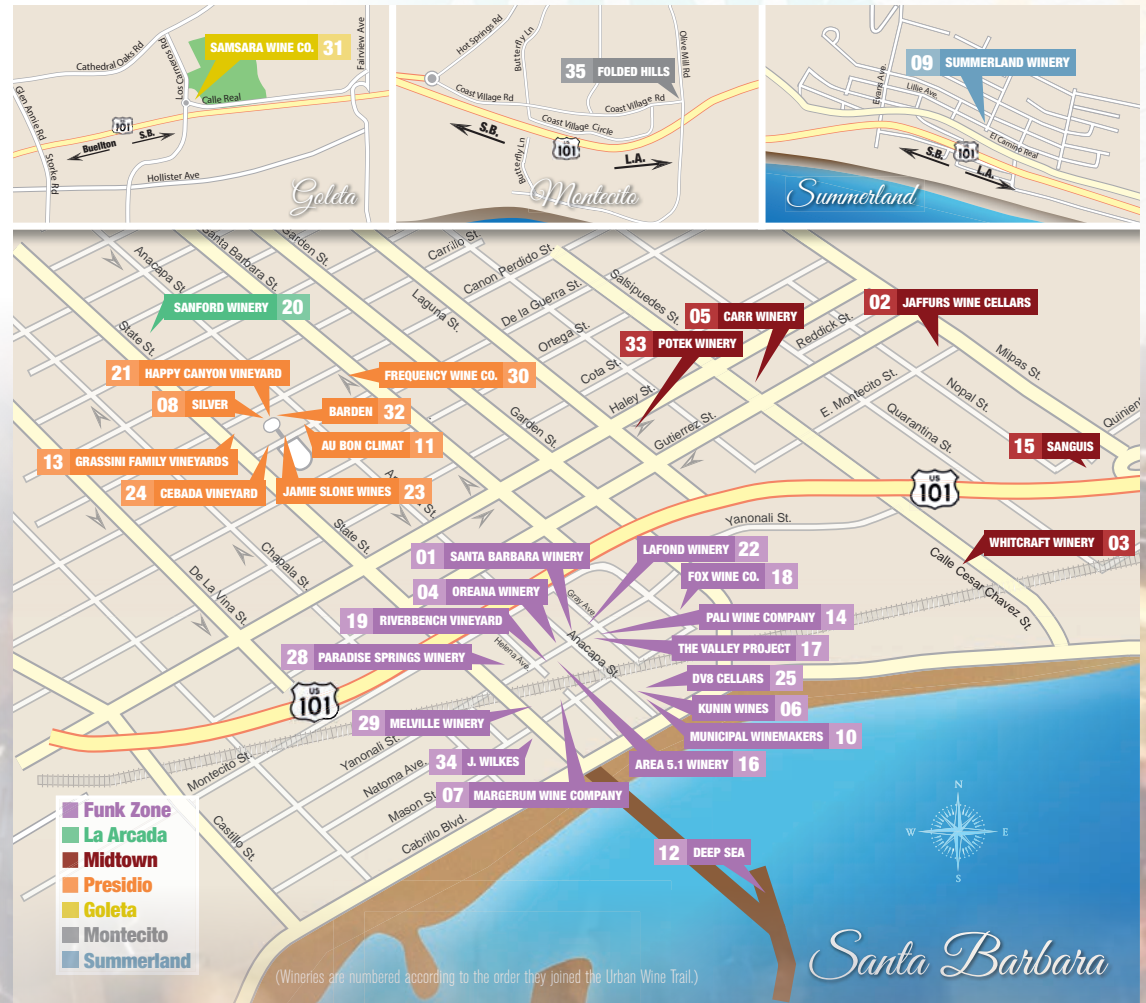 SAMSARA WINE CO. 31
Cathedral Oaks Rd
Los Carneros Rd
Fairview Ave
Calle Real
Glen Annie Rd
US 101
S.B.
Buellton
Storke Rd
Hollister Ave
Goleta
Hot Springs Rd
Butterfly Ln
Olive Mill Rd
35 FOLDED HILLS
Coast Village Rd
Coast Village Rd
Coast Village Circle
S.B.
US 101
L.A.
Butterfly Ln
Montecito
09 SUMMERLAND WINERY
Evans Ave.
Lillie Ave.
El Camino Real
S.B.
US 101
L.A.
Summerland
Anacapa St.
Santa Barbara St.
Garden St.
Carrillo St.
Canon Perdido St.
De la Guerra St.
Laguna St.
Salsipuedes St.
Ortega St.
Cota St.
Haley St.
Gutierrez St.
Reddick St.
Milpas St.
E. Montecito St.
Nopal St.
Quarantina St.
Quinien
State St.
SANFORD WINERY 20
05 CARR WINERY
02 JAFFURS WINE CELLARS
33 POTEK WINERY
21 HAPPY CANYON VINEYARD
FREQUENCY WINE CO. 30
08 SILVER
BARDEN 32
AU BON CLIMAT 11
13 GRASSINI FAMILY VINEYARDS
24 CEBADA VINEYARD
JAMIE SLONE WINES 23
Garden St.
15 SANGUIS
US 101
Yanonali St.
State St.
Chapala St.
De La Vina St.
WHITCRAFT WINERY 03
Calle Cesar Chavez St.
01 SANTA BARBARA WINERY
LAFOND WINERY 22
04 OREANA WINERY
FOX WINE CO. 18
Gray Ave
19 RIVERBENCH VINEYARD
PALI WINE COMPANY 14
Anacapa St.
28 PARADISE SPRINGS WINERY
Helena Ave.
THE VALLEY PROJECT 17
DV8 CELLARS 25
US 101
KUNIN WINES 06
29 MELVILLE WINERY
MUNICIPAL WINEMAKERS 10
34 J. WILKES
AREA 5.1 WINERY 16
07 MARGERUM WINE COMPANY
Montecito St.
Yanonali St.
Natoma Ave.
Mason St.
Cabrillo Blvd.
Castillo St.
12 DEEP SEA
N
W E
S
Funk Zone
La Arcada
Midtown
Presidio
Goleta
Montecito
Summerland
(Wineries are numbered according to the order they joined the Urban Wine Trail.)
Santa Barbara